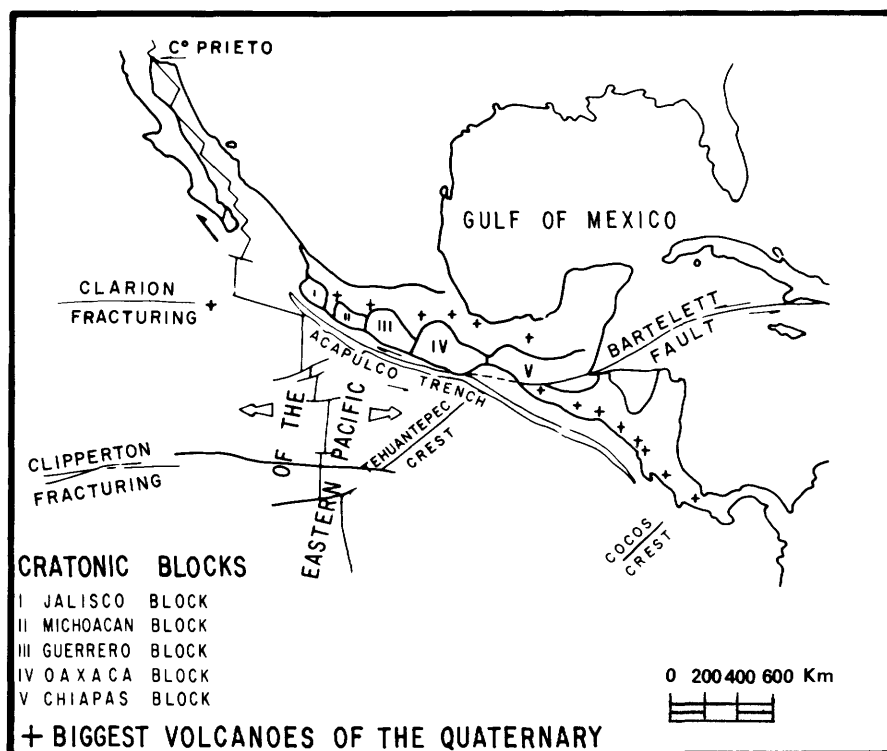 Cº PRIETO
GULF OF MEXICO
CLARION
FRACTURING
BARTELETT
FAULT
I
II
III
IV
V
ACAPULCO TRENCH
OF THE
EASTERN PACIFIC
TEHUANTEPEC
CREST
CLIPPERTON
FRACTURING
COCOS
CREST
CRATONIC BLOCKS
I JALISCO BLOCK
II MICHOACAN BLOCK
III GUERRERO BLOCK
IV OAXACA BLOCK
V CHIAPAS BLOCK
0 200 400 600 Km
+ BIGGEST VOLCANOES OF THE QUATERNARY